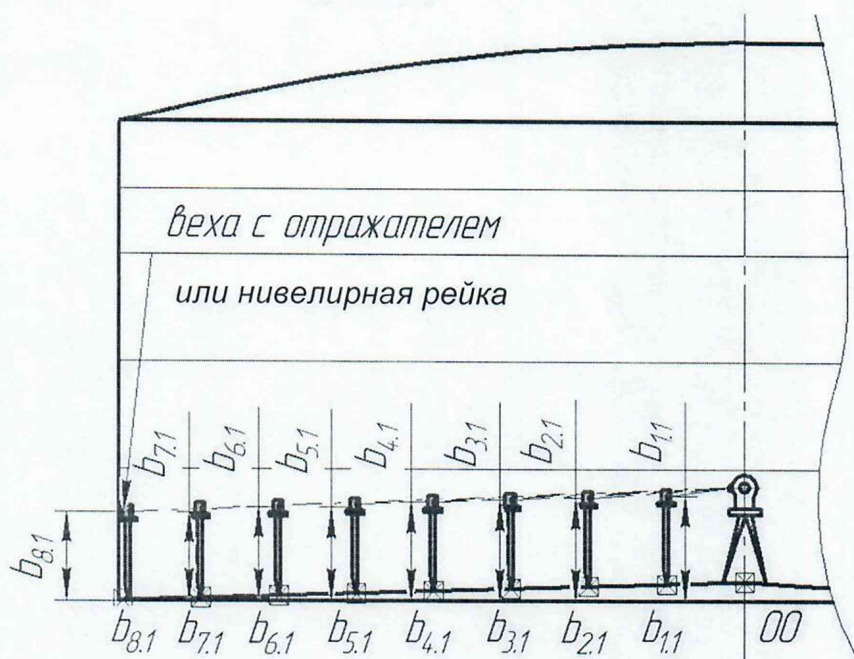 веха с отражателем
или нивелирная рейка
b7.1 b6.1 b5.1 b4.1 b3.1 b2.1 b1.1
b8.1
b8.1 b7.1 b6.1 b5.1 b4.1 b3.1 b2.1 b1.1 00